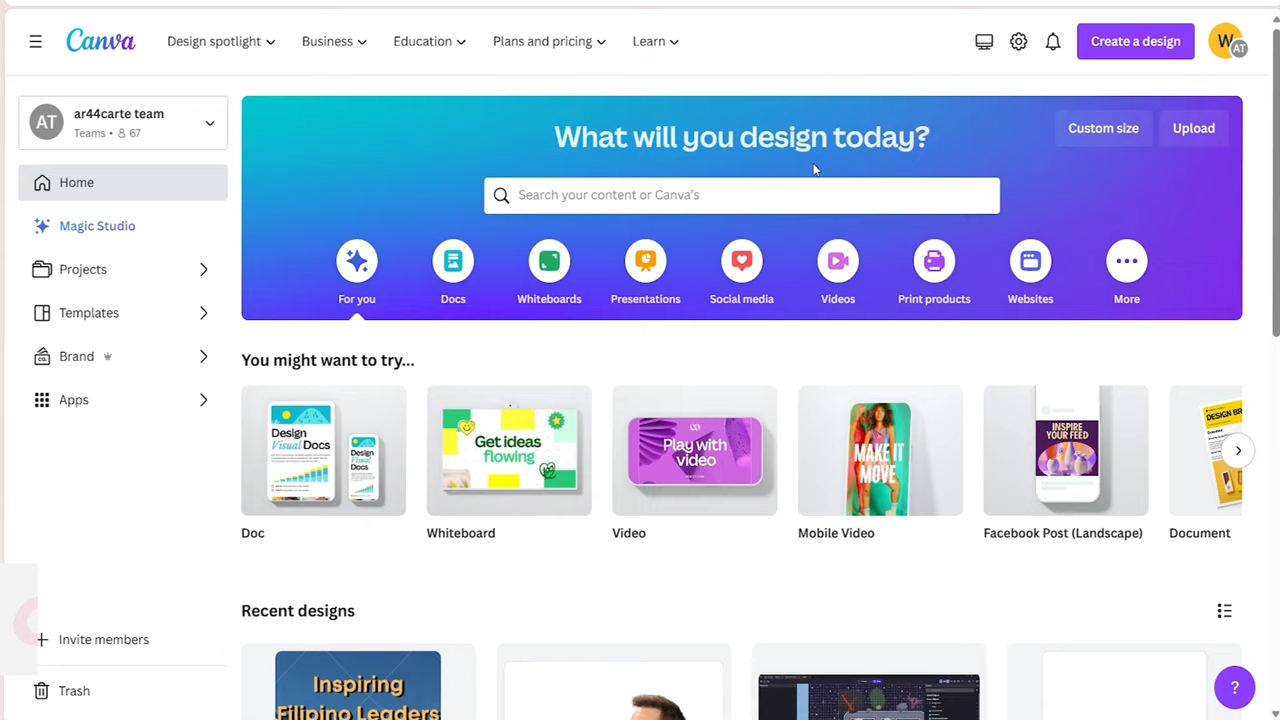 Canva
Design spotlight
Business
Education
Plans and pricing
Learn
Create a design
W
AT
AT
ar44carte team
Teams • 67
Home
Magic Studio
Projects
Templates
Brand
Apps
Invite members
Trash
What will you design today?
Custom size
Upload
Search your content or Canva's
For you
Docs
Whiteboards
Presentations
Social media
Videos
Print products
Websites
More
You might want to try...
Design
Visual Docs
Design
Visual Docs
Doc
Get ideas
flowing
Whiteboard
Play with
video
Video
MAKE IT
MOVE
Mobile Video
INSPIRE
YOUR FEED
Facebook Post (Landscape)
DESIGN BR
Document
Recent designs
Inspiring
Filipino Leaders
?